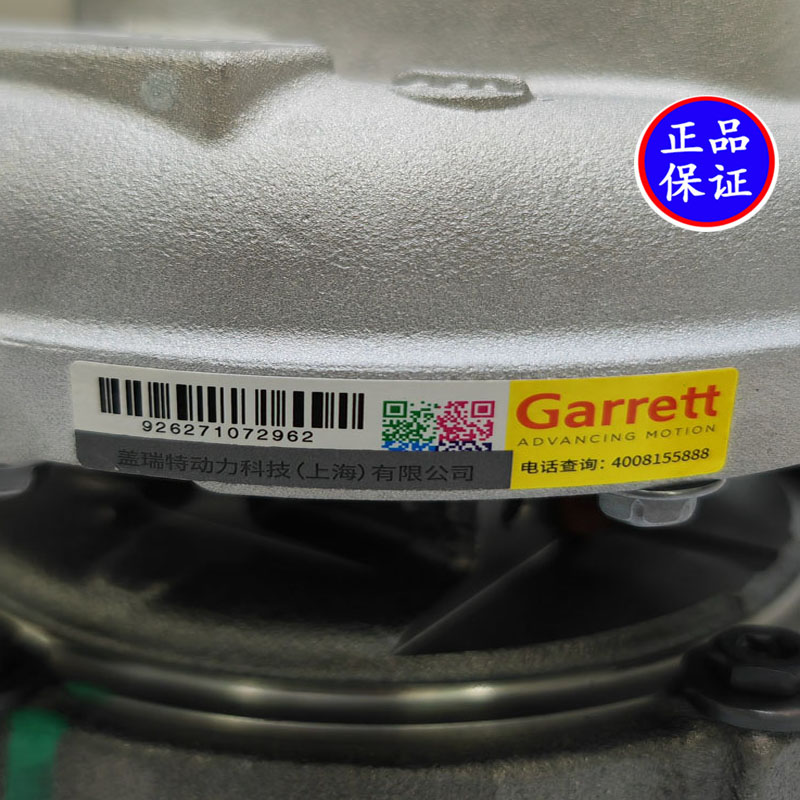 正品
保证
926271072962
盖瑞特动力科技(上海)有限公司
Garrett
ADVANCING MOTION
电话查询：4008155888